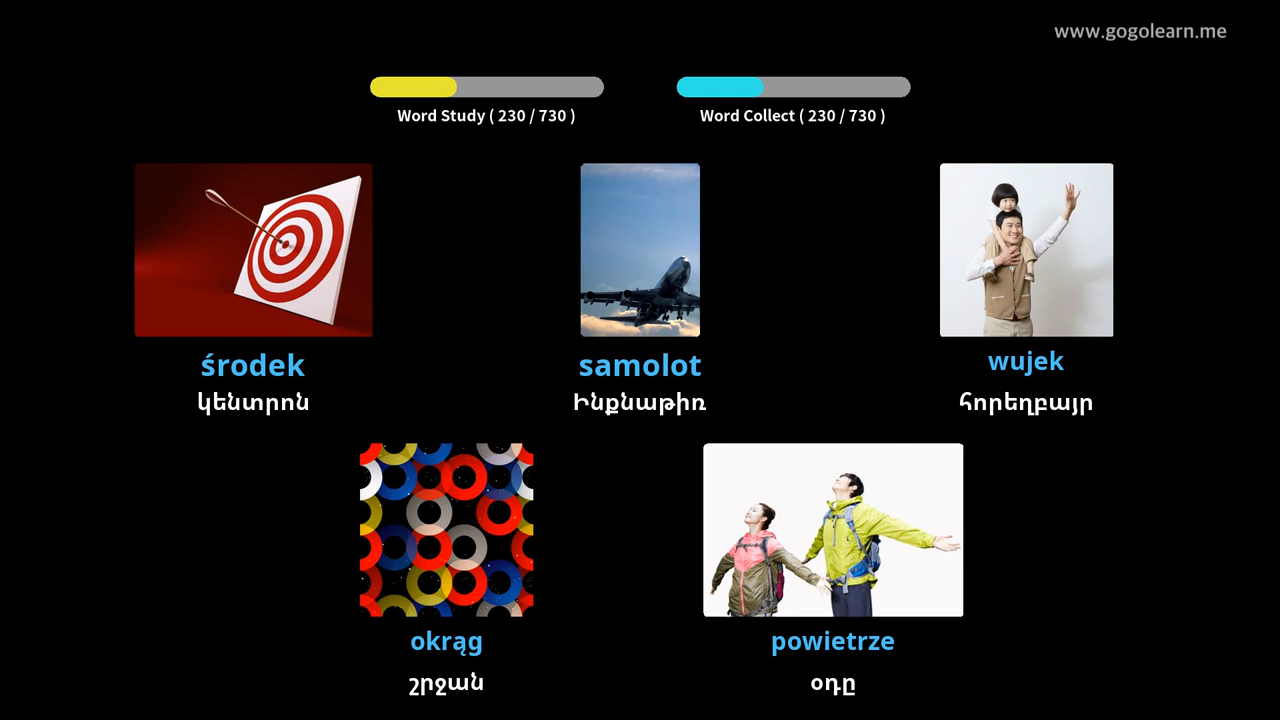 www.gogolearn.me
Word Study ( 230 / 730 )
Word Collect ( 230 / 730 )
środek
կենտրոն
samolot
Ինքնաթիռ
wujek
հորեղբայր
okrąg
շրջան
powietrze
օդը